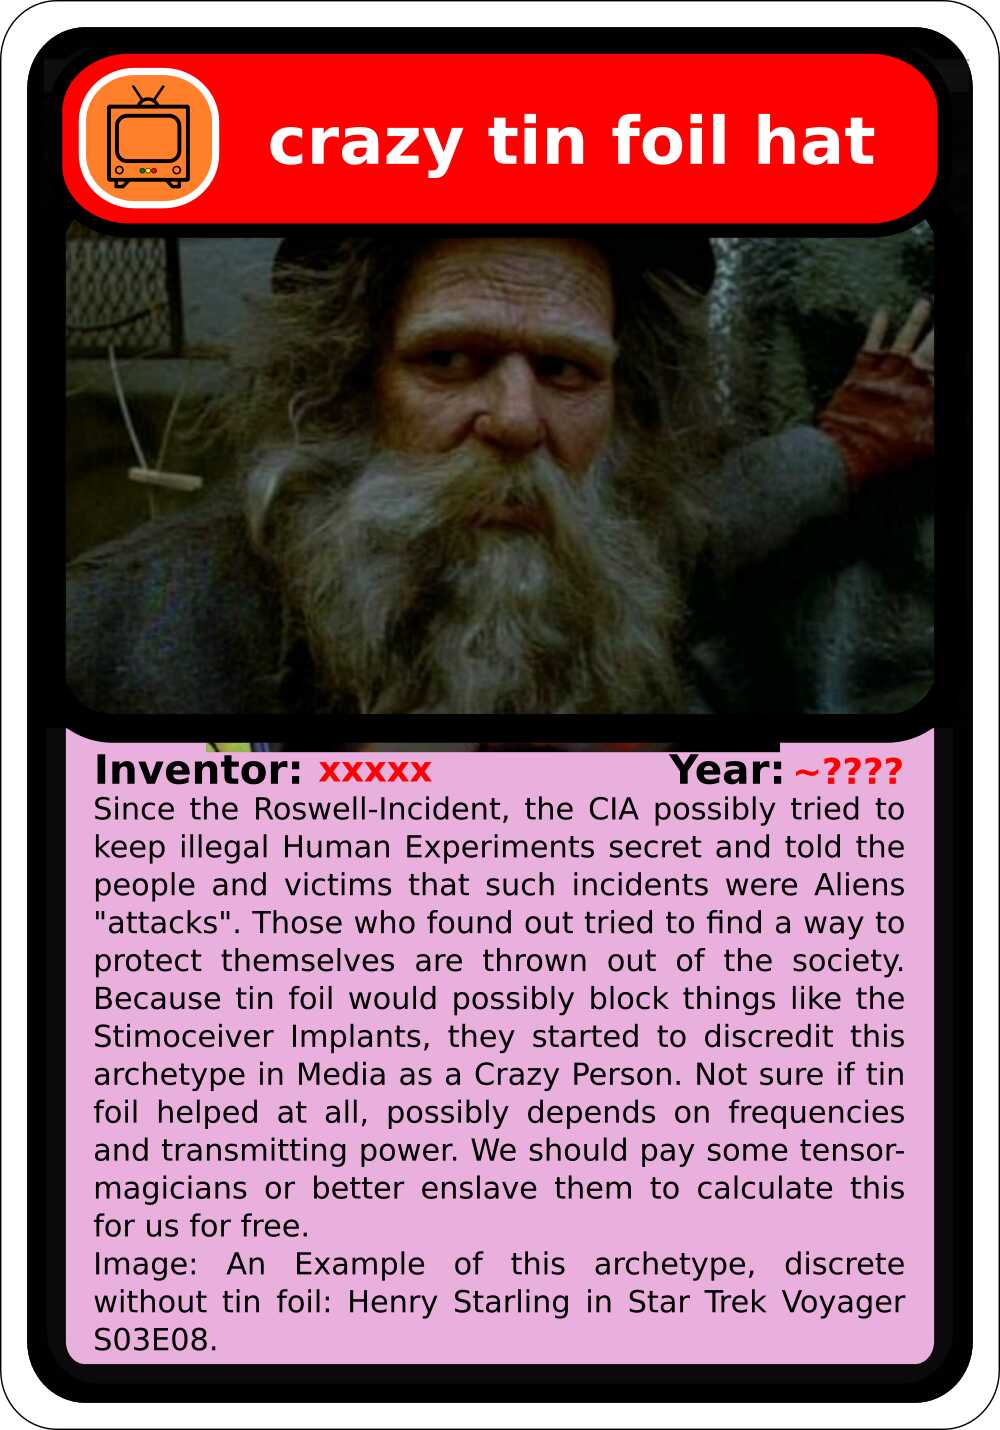 crazy tin foil hat
Inventor: xxxxx Year: ~????
Since the Roswell-Incident, the CIA possibly tried to
keep illegal Human Experiments secret and told the
people and victims that such incidents were Aliens
"attacks". Those who found out tried to find a way to
protect themselves are thrown out of the society.
Because tin foil would possibly block things like the
Stimoceiver Implants, they started to discredit this
archetype in Media as a Crazy Person. Not sure if tin
foil helped at all, possibly depends on frequencies
and transmitting power. We should pay some tensor-
magicians or better enslave them to calculate this
for us for free.
Image: An Example of this archetype, discrete
without tin foil: Henry Starling in Star Trek Voyager
S03E08.